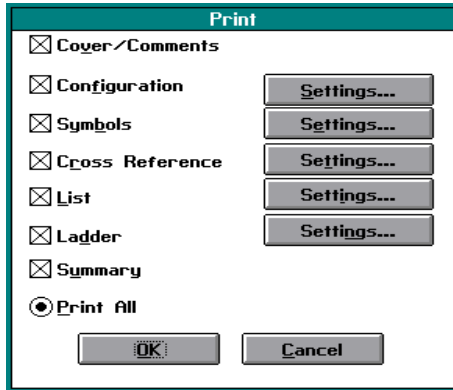 Print
Cover/Comments
Configuration Settings...
Symbols Settings...
Cross Reference Settings...
List Settings...
Ladder Settings...
Summary
Print All
OK Cancel